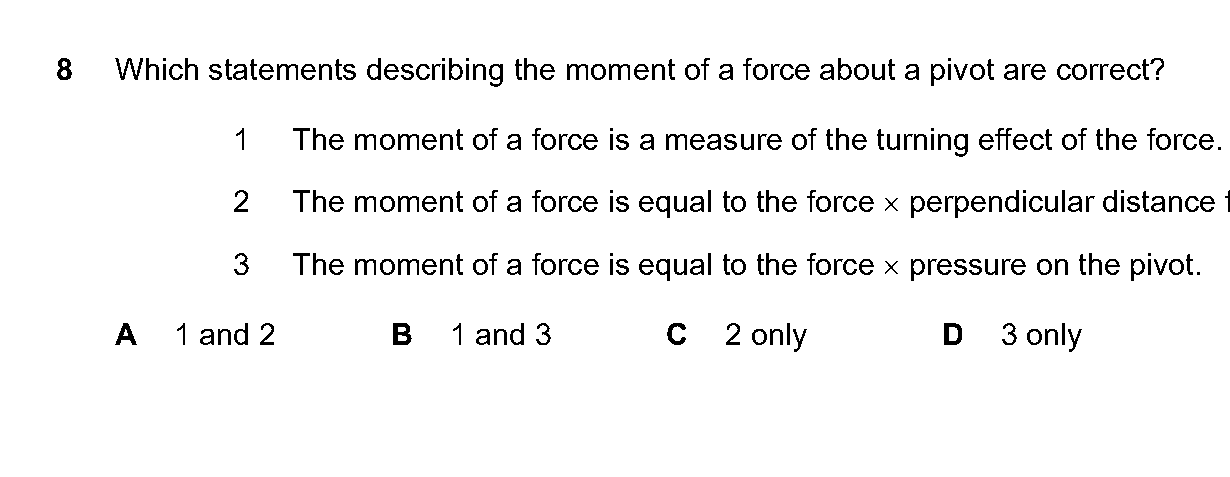 8 Which statements describing the moment of a force about a pivot are correct?
1 The moment of a force is a measure of the turning effect of the force.
2 The moment of a force is equal to the force × perpendicular distance
3 The moment of a force is equal to the force × pressure on the pivot.
A 1 and 2 B 1 and 3 C 2 only D 3 only